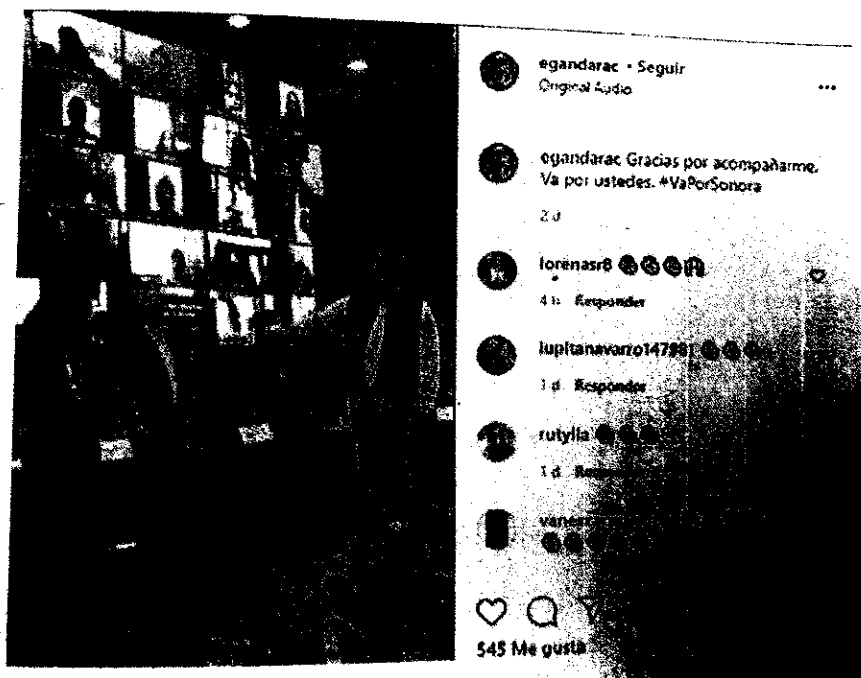 egandarac • Seguir
Original Audio
egandarac Gracias por acompañarme.
Va por ustedes. #VaPorSonora
2 d
lorenasr8
4 h Responder
1 d Responder
rutylla
1 d
545 Me gusta